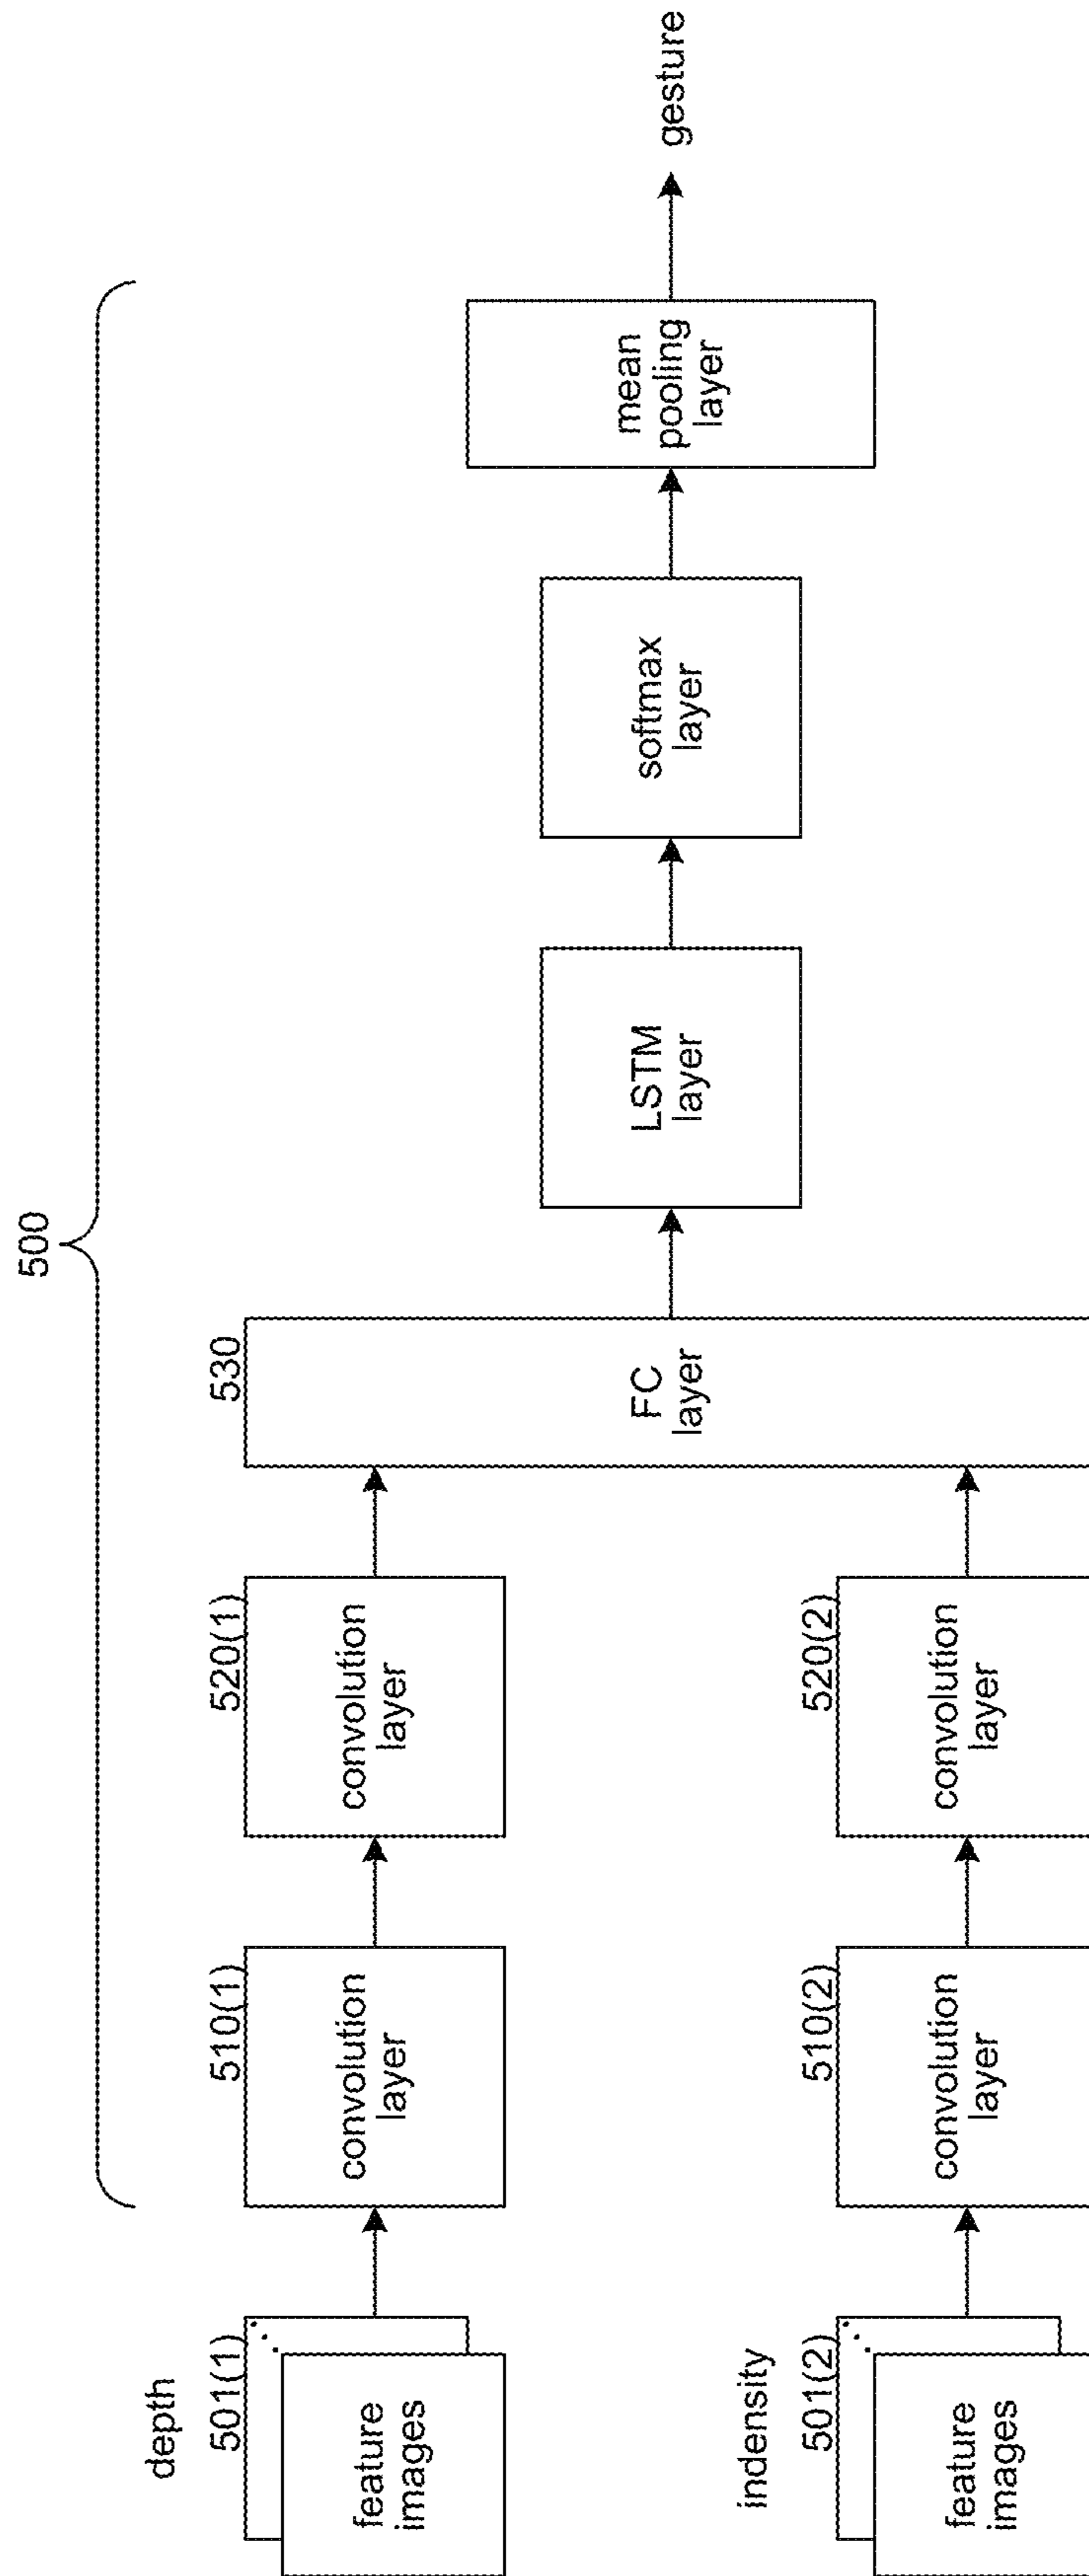 500
depth
501(1)
feature
images
510(1)
convolution
layer
520(1)
convolution
layer
530
FC
layer
LSTM
layer
softmax
layer
mean
pooling
layer
gesture
indensity
501(2)
feature
images
510(2)
convolution
layer
520(2)
convolution
layer